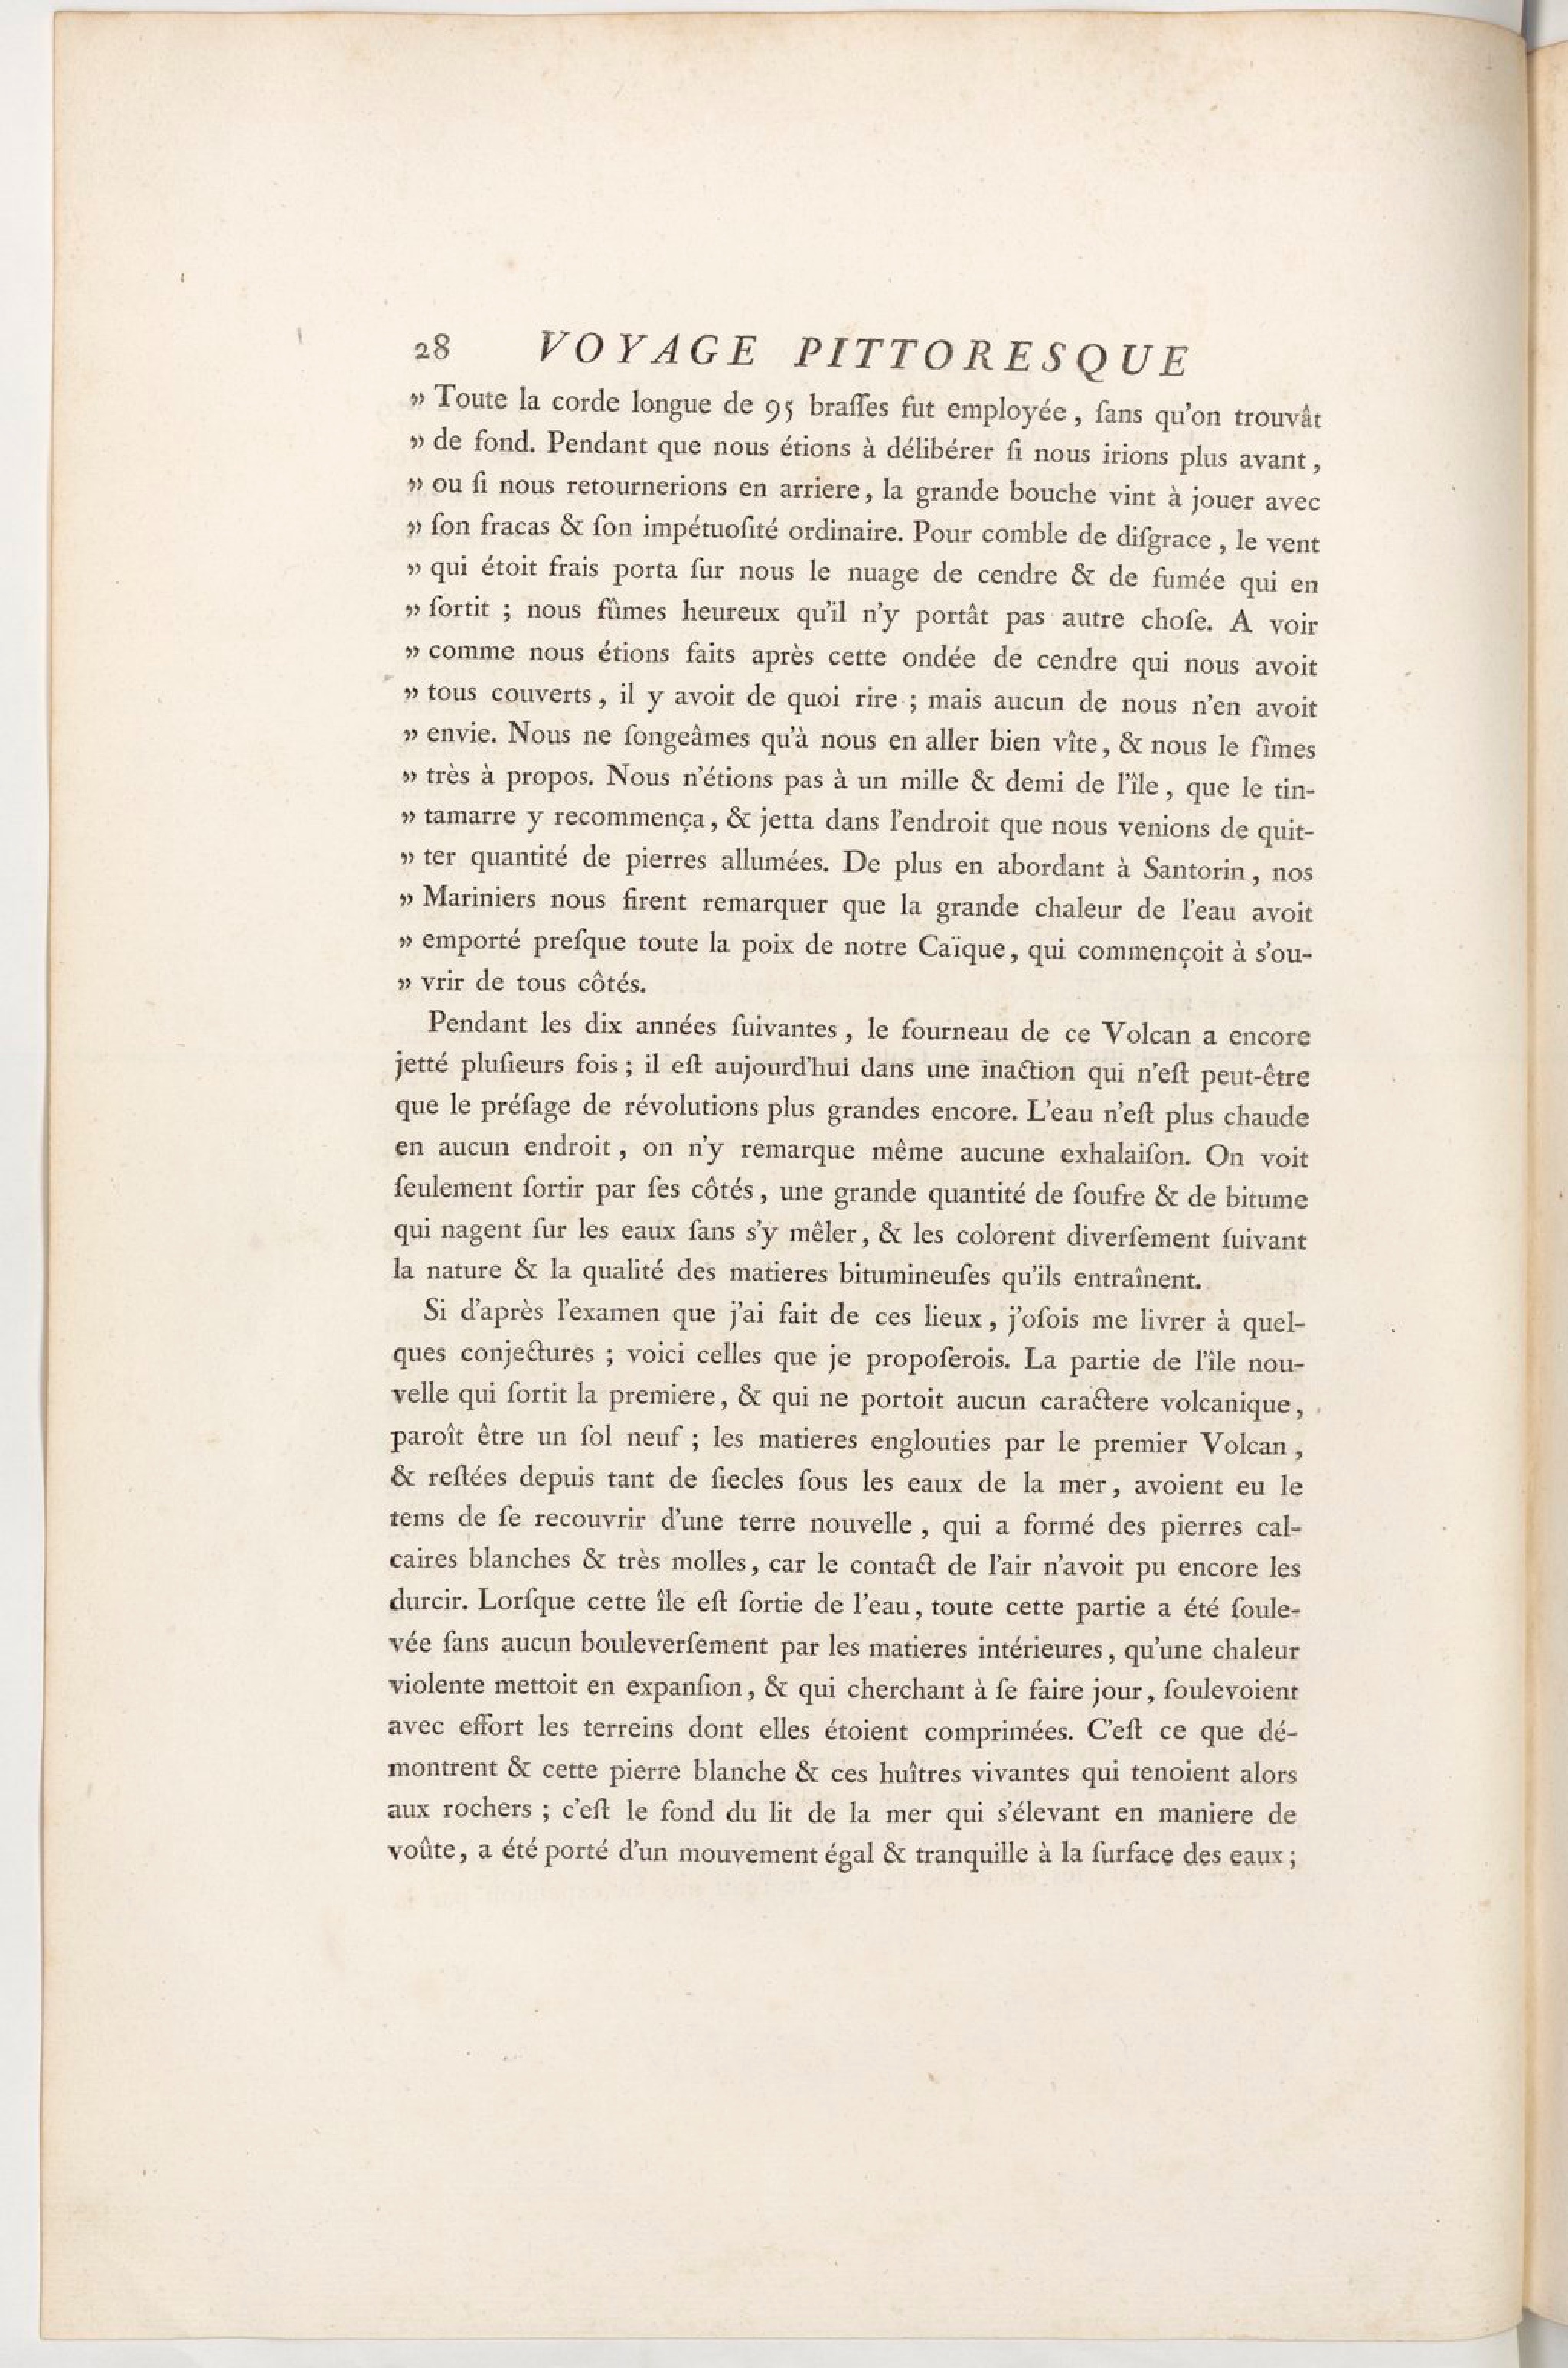 28 VOYAGE PITTORESQUE
» Toute la corde longue de 95 braſſes fut employée, ſans qu'on trouvât
» de fond. Pendant que nous étions à délibérer ſi nous irions plus avant,
» ou ſi nous retournerions en arriere, la grande bouche vint à jouer avec
» ſon fracas & ſon impétuoſité ordinaire. Pour comble de diſgrace, le vent
» qui étoit frais porta ſur nous le nuage de cendre & de fumée qui en
» ſortit ; nous fûmes heureux qu'il n'y portât pas autre choſe. A voir
» comme nous étions faits après cette ondée de cendre qui nous avoit
» tous couverts, il y avoit de quoi rire ; mais aucun de nous n'en avoit
» envie. Nous ne ſongeâmes qu'à nous en aller bien vîte, & nous le fîmes
» très à propos. Nous n'étions pas à un mille & demi de l'île, que le tin-
» tamarre y recommença, & jetta dans l'endroit que nous venions de quit-
» ter quantité de pierres allumées. De plus en abordant à Santorin, nos
» Mariniers nous firent remarquer que la grande chaleur de l'eau avoit
» emporté preſque toute la poix de notre Caïque, qui commençoit à s'ou-
» vrir de tous côtés.
Pendant les dix années ſuivantes, le fourneau de ce Volcan a encore
jetté pluſieurs fois ; il eſt aujourd'hui dans une inaction qui n'eſt peut-être
que le préſage de révolutions plus grandes encore. L'eau n'eſt plus chaude
en aucun endroit, on n'y remarque même aucune exhalaiſon. On voit
ſeulement ſortir par ſes côtés, une grande quantité de ſoufre & de bitume
qui nagent ſur les eaux ſans s'y mêler, & les colorent diverſement ſuivant
la nature & la qualité des matieres bitumineuſes qu'ils entraînent.
Si d'après l'examen que j'ai fait de ces lieux, j'oſois me livrer à quel-
ques conjectures ; voici celles que je propoſerois. La partie de l'île nou-
velle qui ſortit la premiere, & qui ne portoit aucun caractere volcanique,
paroît être un ſol neuf ; les matieres englouties par le premier Volcan,
& reſtées depuis tant de ſiecles ſous les eaux de la mer, avoient eu le
tems de ſe recouvrir d'une terre nouvelle, qui a formé des pierres cal-
caires blanches & très molles, car le contact de l'air n'avoit pu encore les
durcir. Lorſque cette île eſt ſortie de l'eau, toute cette partie a été ſoule-
vée ſans aucun bouleverſement par les matieres intérieures, qu'une chaleur
violente mettoit en expanſion, & qui cherchant à ſe faire jour, ſoulevoient
avec effort les terreins dont elles étoient comprimées. C'eſt ce que dé-
montrent & cette pierre blanche & ces huîtres vivantes qui tenoient alors
aux rochers ; c'eſt le fond du lit de la mer qui s'élevant en maniere de
voûte, a été porté d'un mouvement égal & tranquille à la ſurface des eaux ;